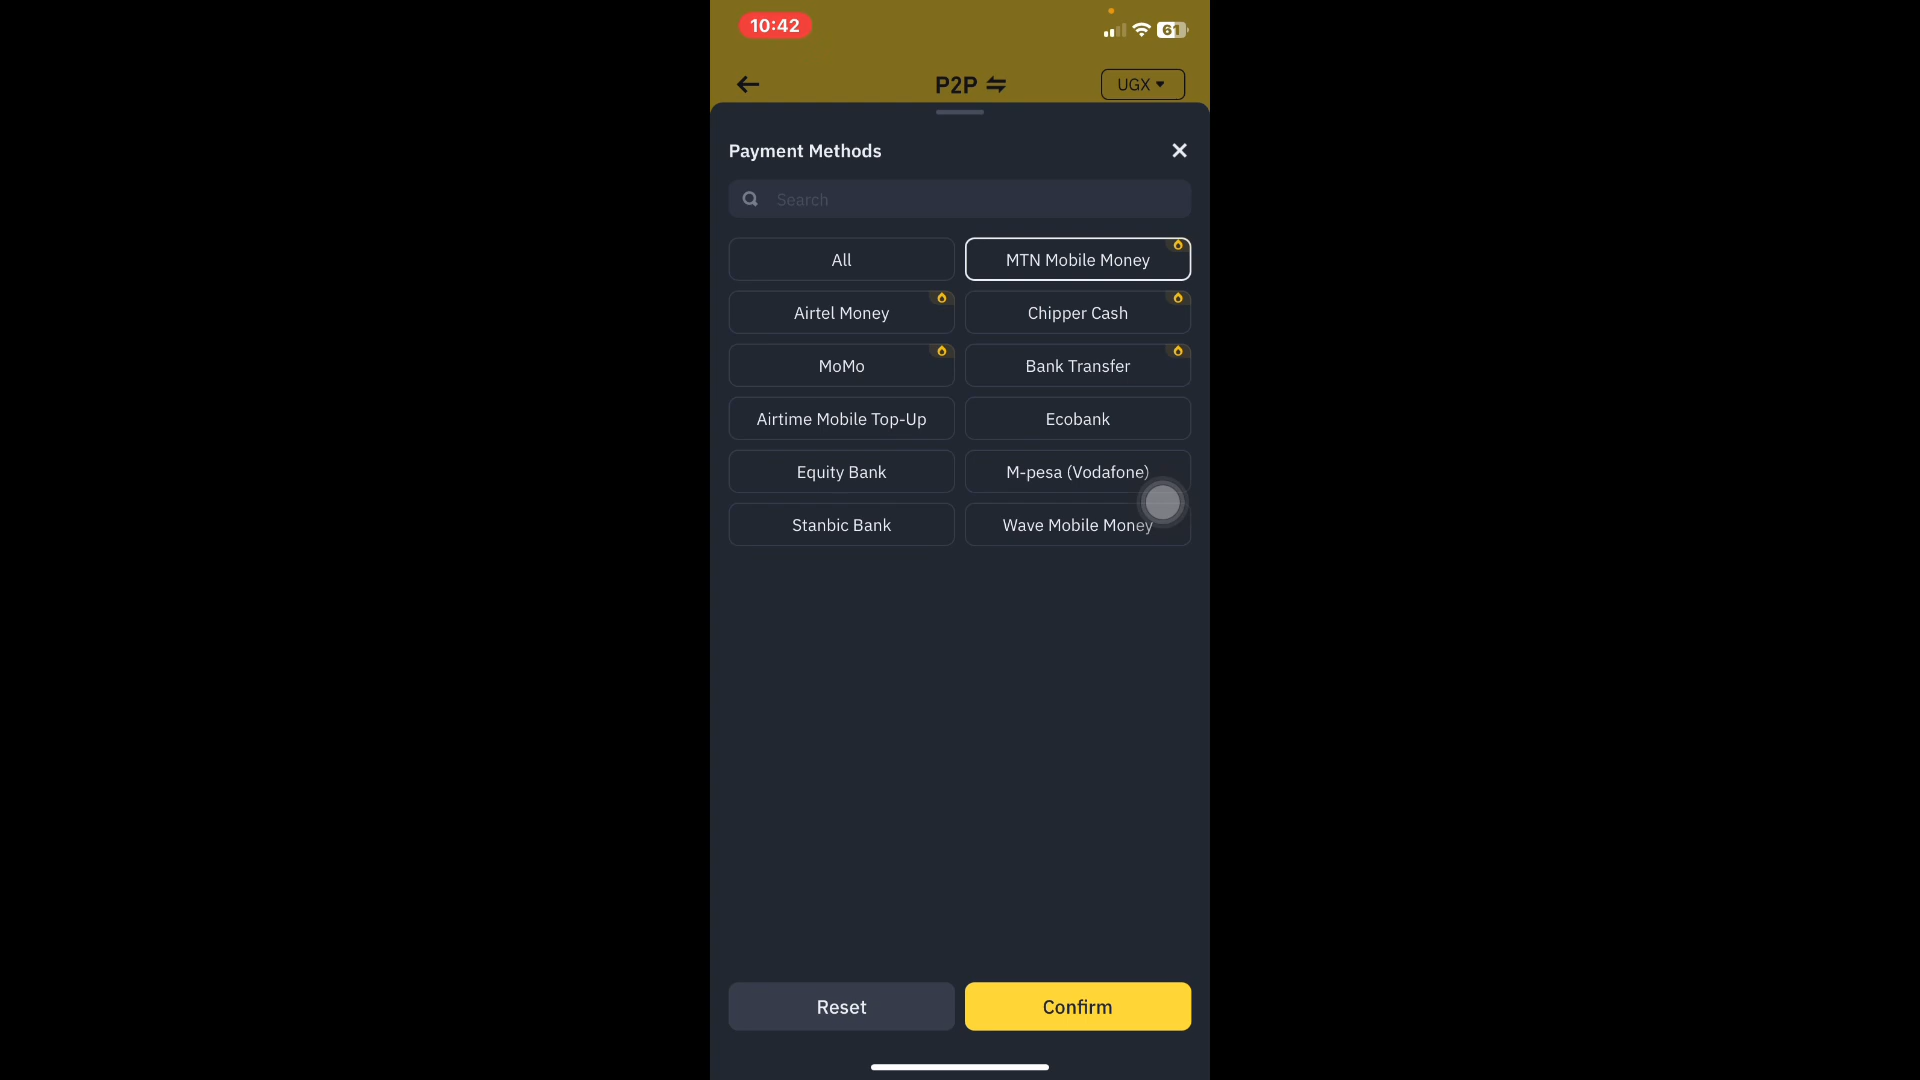 10:42
61
P2P
UGX
Payment Methods
Search
All
MTN Mobile Money
Airtel Money
Chipper Cash
MoMo
Bank Transfer
Airtime Mobile Top-Up
Ecobank
Equity Bank
M-pesa (Vodafone)
Stanbic Bank
Wave Mobile Money
Reset
Confirm